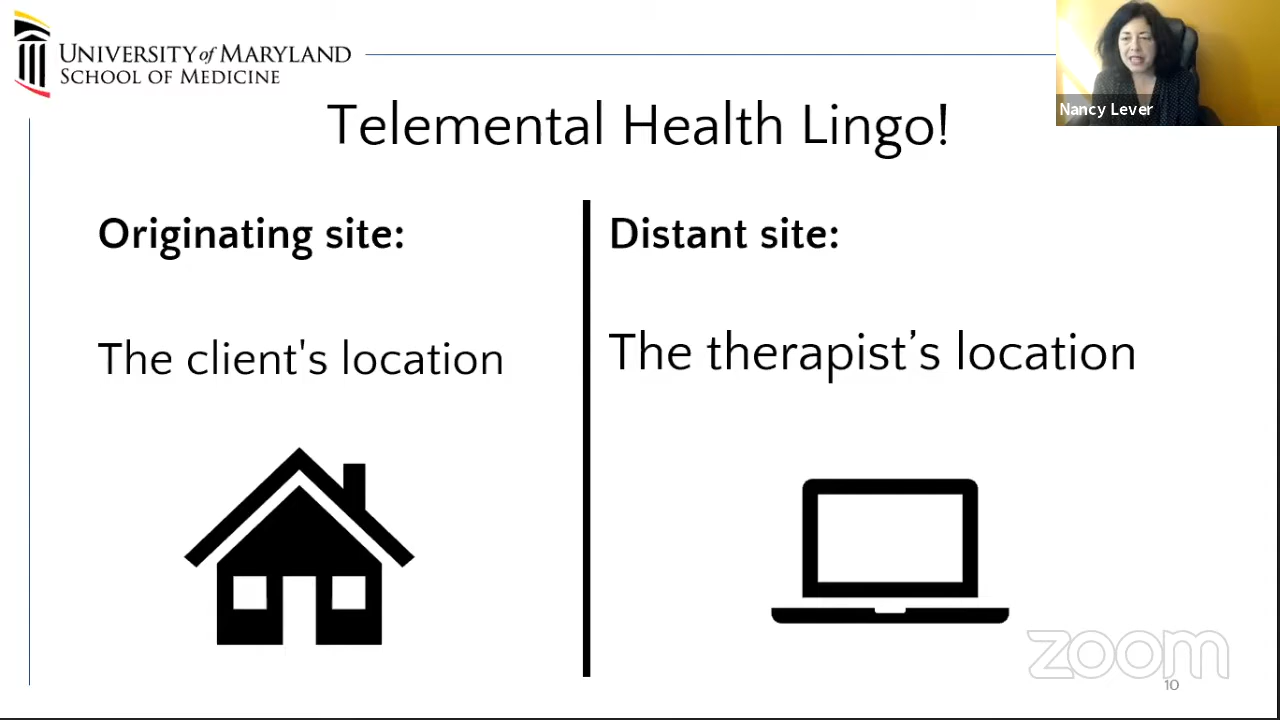 UNIVERSITY of MARYLAND
SCHOOL OF MEDICINE
Nancy Lever
Telemental Health Lingo!
Originating site:
The client's location
Distant site:
The therapist’s location
zoom
10